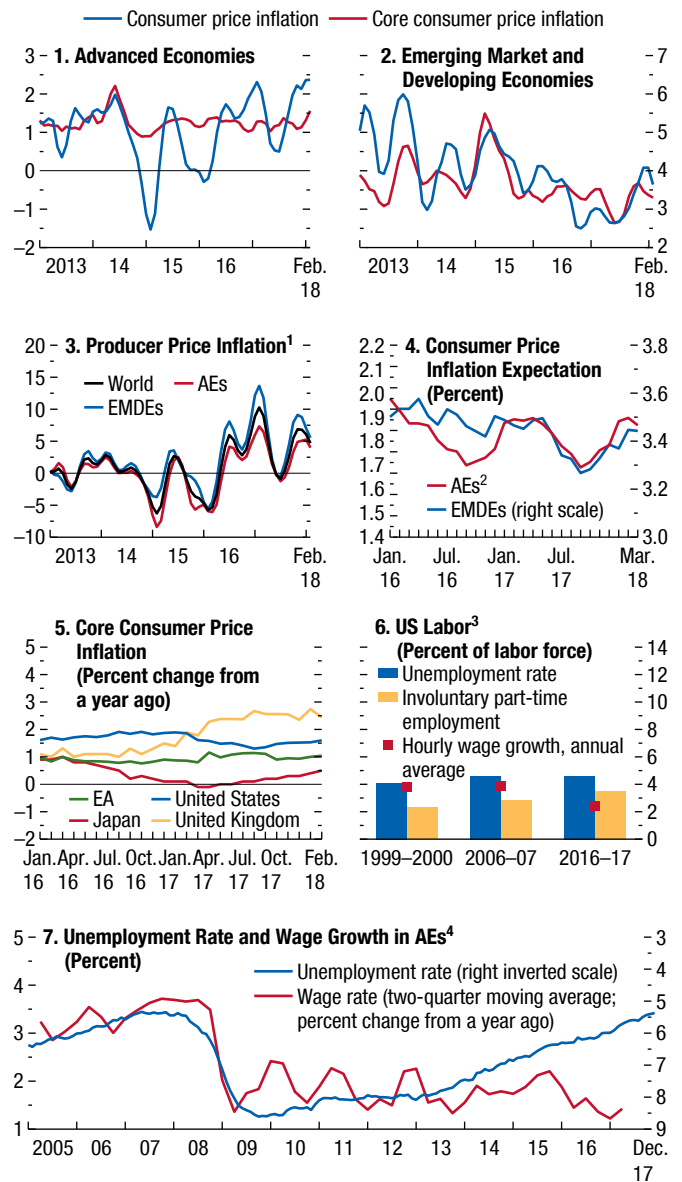 Consumer price inflation
Core consumer price inflation
1. Advanced Economies
3
2
1
0
–1
–2
2013 14 15 16 Feb.
18
2. Emerging Market and
Developing Economies
7
6
5
4
3
2
2013 14 15 16 Feb.
18
3. Producer Price Inflation1
World AEs
EMDEs
20
15
10
5
0
–5
–10
2013 14 15 16 Feb.
18
4. Consumer Price
Inflation Expectation
(Percent)
2.2
2.1
2.0
1.9
1.8
1.7
1.6
1.5
1.4
3.8
3.6
3.4
3.2
3.0
AEs2
EMDEs (right scale)
Jan. Jul. Jan. Jul. Mar.
16 16 17 17 18
5. Core Consumer Price
Inflation
(Percent change from
a year ago)
5
4
3
2
1
0
–1
–2
EA United States
Japan United Kingdom
Jan. Apr. Jul. Oct. Jan. Apr. Jul. Oct. Feb.
16 16 16 16 17 17 17 17 18
6. US Labor3
(Percent of labor force)
Unemployment rate
Involuntary part-time
employment
Hourly wage growth, annual
average
14
12
10
8
6
4
2
0
1999–2000 2006–07 2016–17
7. Unemployment Rate and Wage Growth in AEs4
(Percent)
Unemployment rate (right inverted scale)
Wage rate (two-quarter moving average;
percent change from a year ago)
5
4
3
2
1
3
4
5
6
7
8
9
2005 06 07 08 09 10 11 12 13 14 15 16 Dec.
17